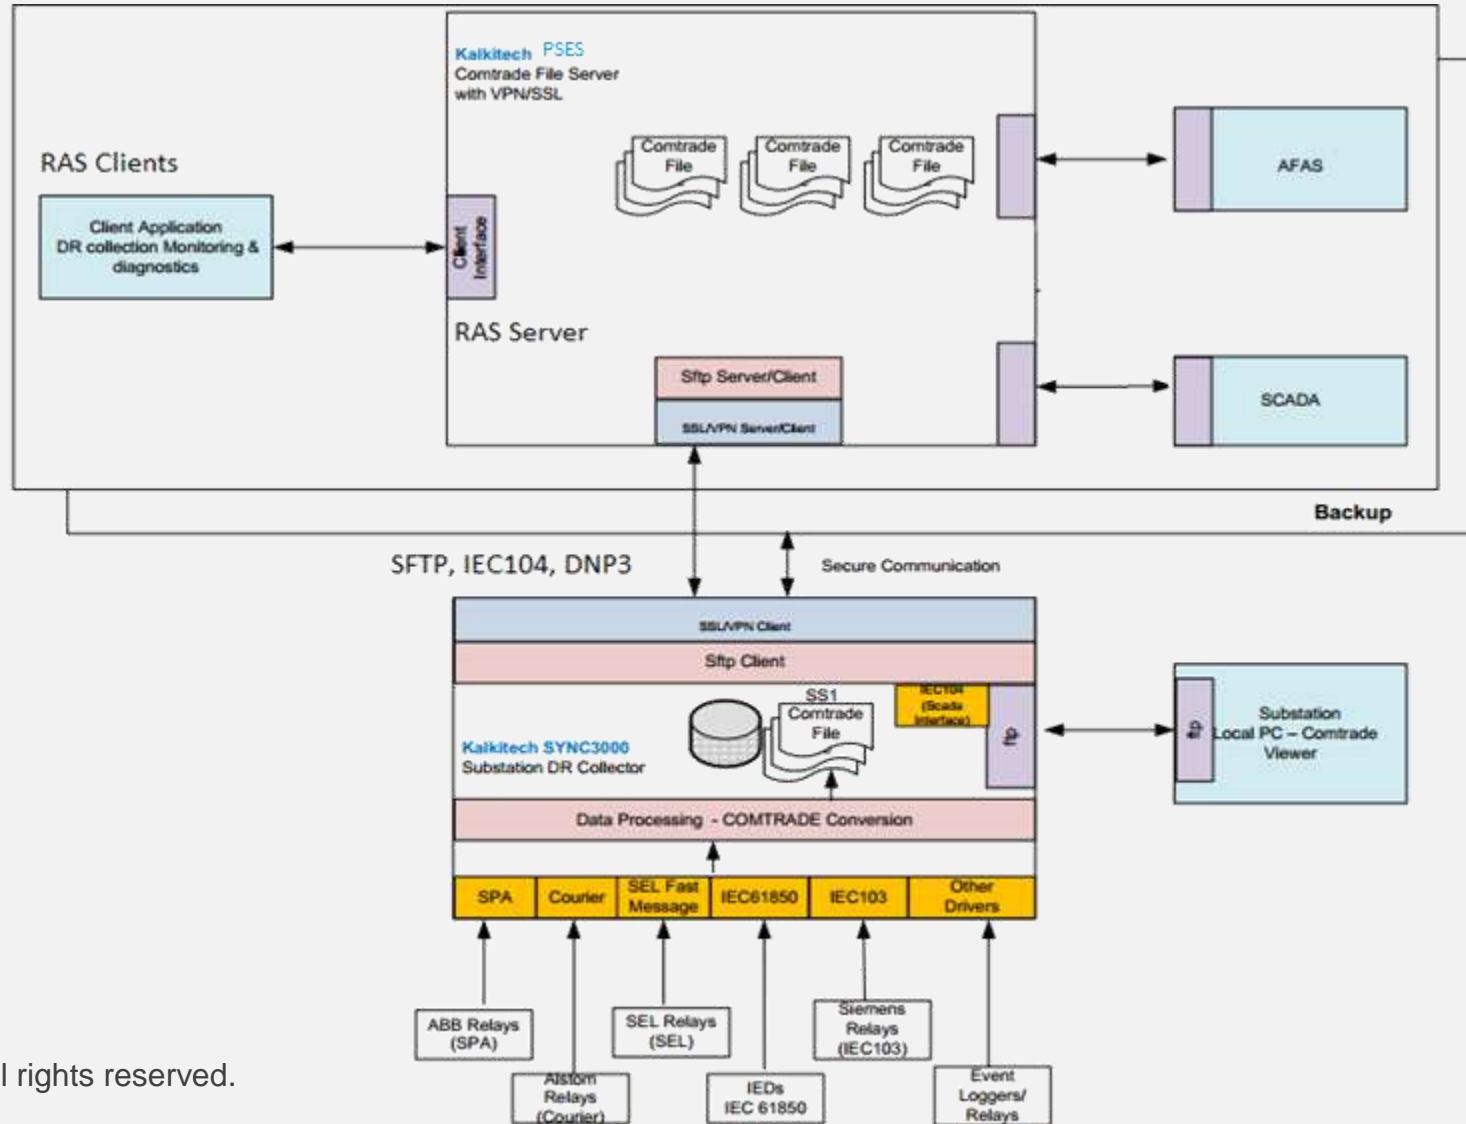 Kalkitech PSES
Comtrade File Server
with VPN/SSL
RAS Clients
Client Application
DR collection Monitoring &
diagnostics
Client
Interface
Comtrade
File
Comtrade
File
Comtrade
File
AFAS
RAS Server
Sftp Server/Client
SSL/VPN Server/Client
SCADA
Backup
SFTP, IEC104, DNP3
Secure Communication
SSL/VPN Client
Sftp Client
SS1
Comtrade
File
IEC104
(Scada
Interface)
ftp
Kalkitech SYNC3000
Substation DR Collector
ftp
Substation
Local PC – Comtrade
Viewer
Data Processing - COMTRADE Conversion
SPA
Courier
SEL Fast
Message
IEC61850
IEC103
Other
Drivers
ABB Relays
(SPA)
Alstom
Relays
(Courier)
SEL Relays
(SEL)
IEDs
IEC 61850
Siemens
Relays
(IEC103)
Event
Loggers/
Relays
l rights reserved.